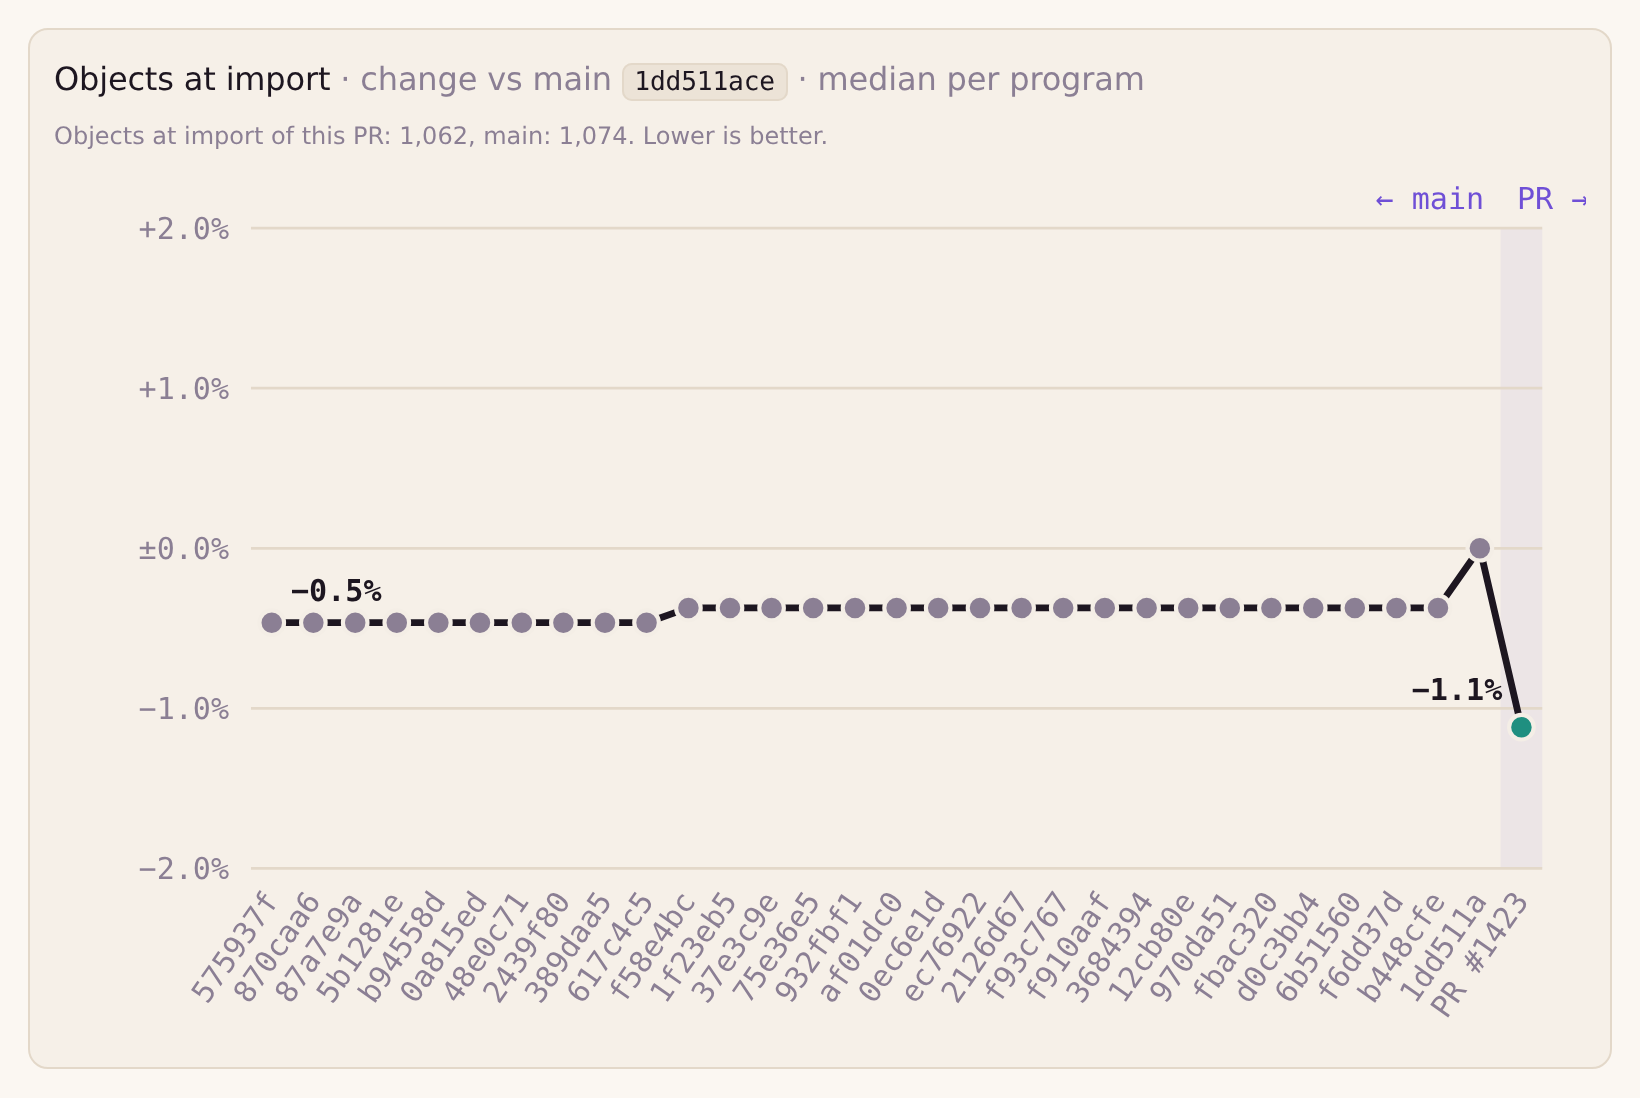 Objects at import · change vs main 1dd511ace · median per program
Objects at import of this PR: 1,062, main: 1,074. Lower is better.
← main PR →
+2.0%
+1.0%
±0.0%
−0.5%
−1.1%
−1.0%
−2.0%
575937f
870caa6
87a7e9a
5b1281e
b94558d
0a815ed
48e0c71
2439f80
389daa5
617c4c5
f58e4bc
1f23eb5
37e3c9e
75e36e5
932fbf1
af01dc0
0ec6e1d
ec76922
2126d67
f93c767
f910aaf
3684394
12cb80e
970da51
fbac320
d0c3bb4
6b51560
f6dd37d
b448cfe
1dd511a
PR #1423